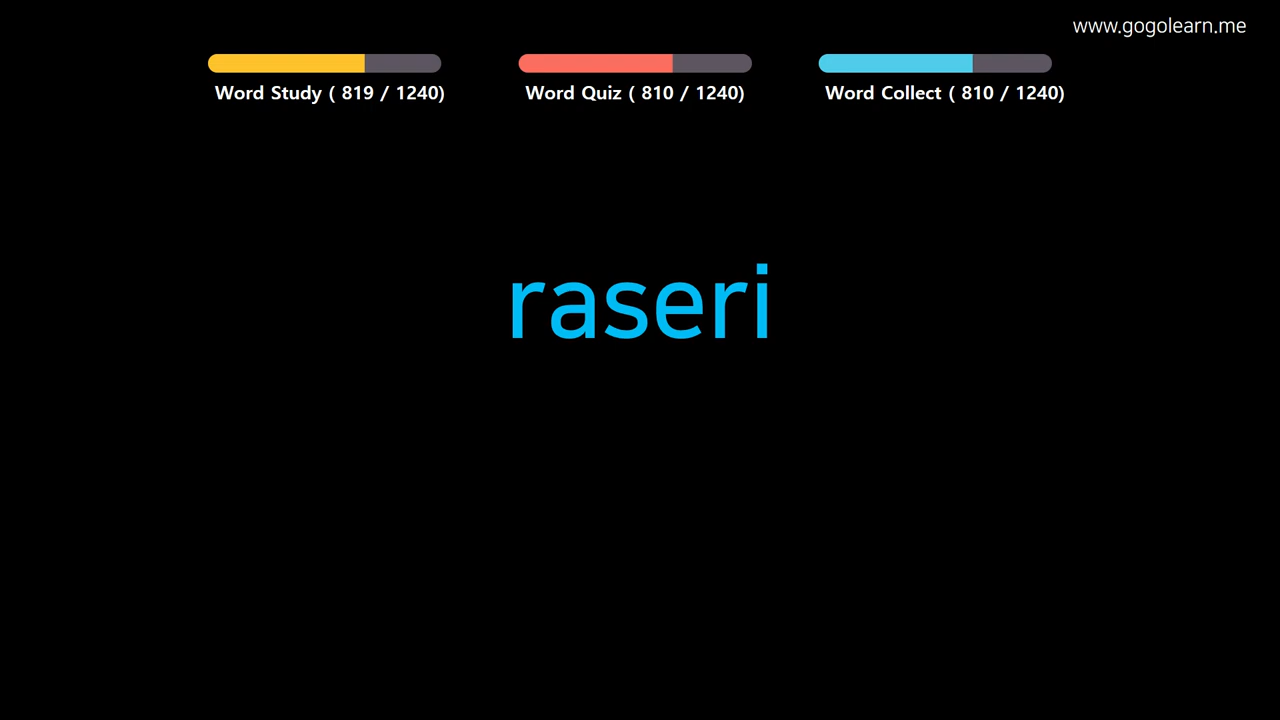 www.gogolearn.me
Word Study ( 819 / 1240)
Word Quiz ( 810 / 1240)
Word Collect ( 810 / 1240)
raseri